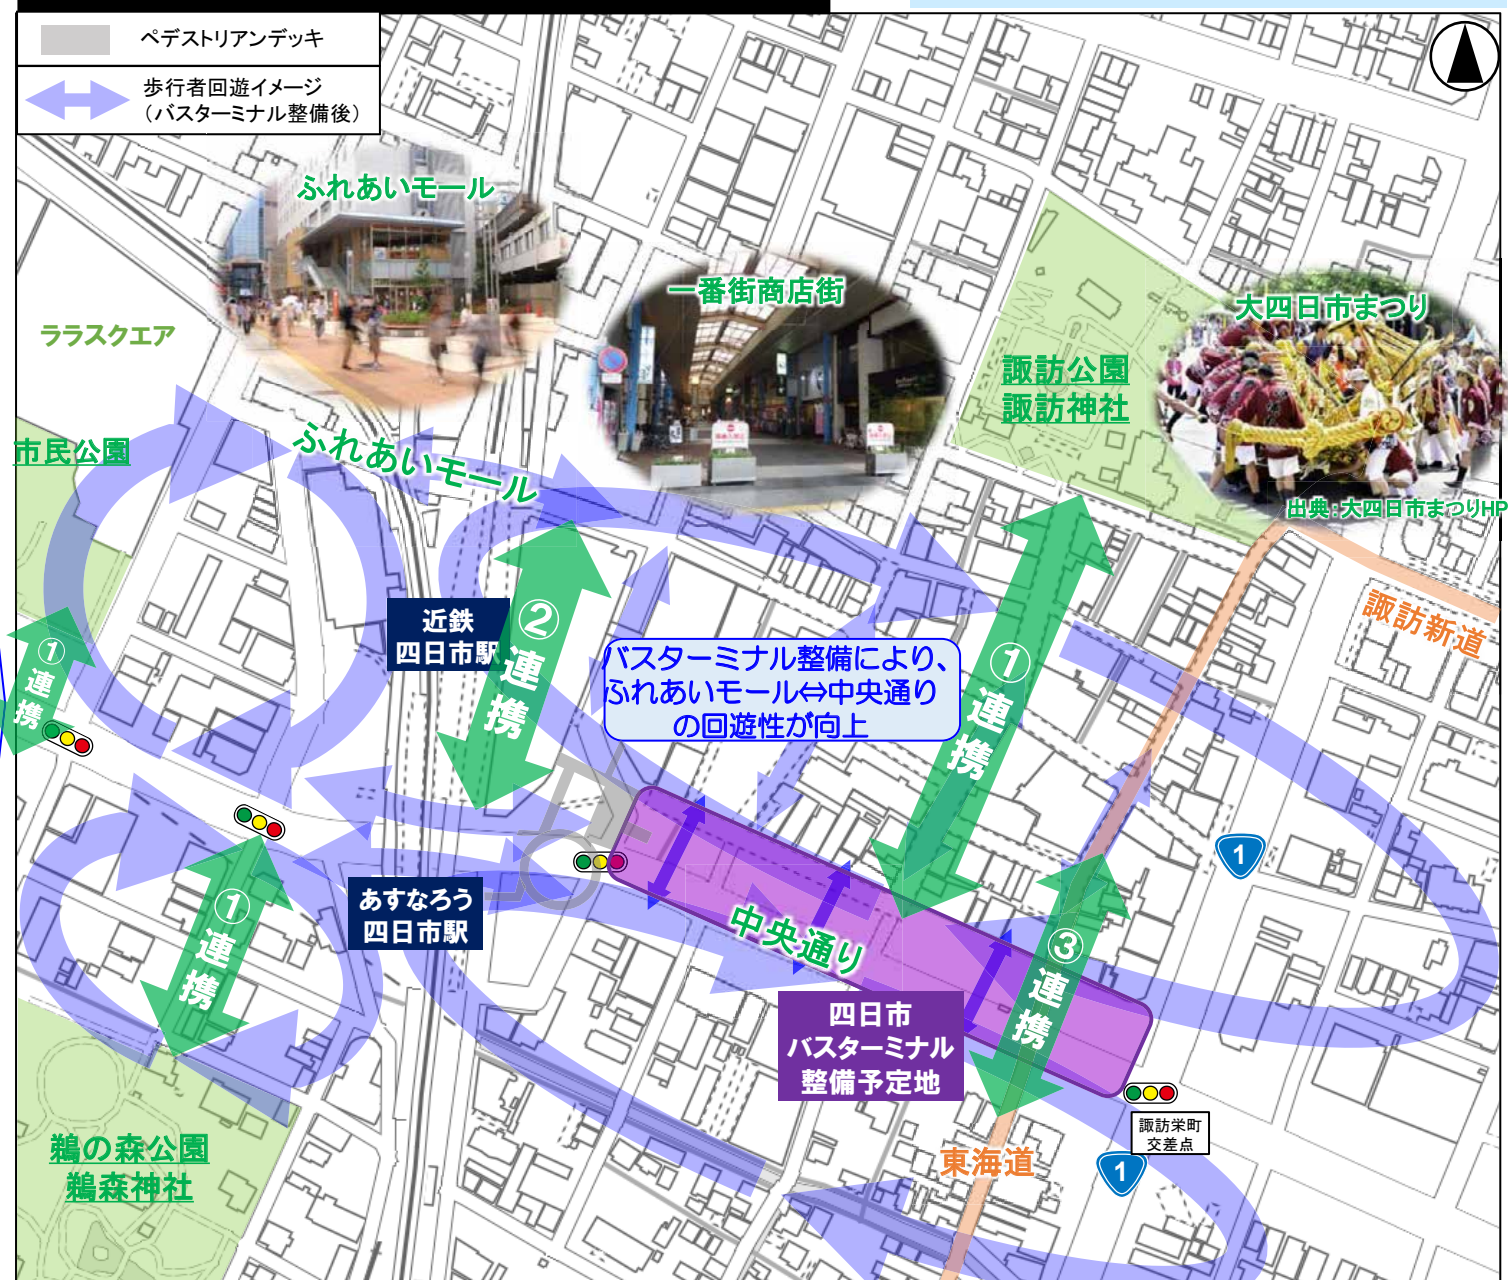 ペデストリアンデッキ
歩行者回遊イメージ
（バスターミナル整備後）
ふれあいモール
一番街商店街
大四日市まつり
ララスクエア
諏訪公園
諏訪神社
市民公園
ふれあいモール
出典:大四日市まつりHP
諏訪新道
近鉄
四日市駅
②
連
携
①
連
携
①
連
携
バスターミナル整備により、
ふれあいモール⇔中央通り
の回遊性が向上
1
あすなろう
四日市駅
①
連
携
中央通り
③
連
携
四日市
バスターミナル
整備予定地
諏訪栄町
交差点
1
東海道
鵜の森公園
鵜森神社